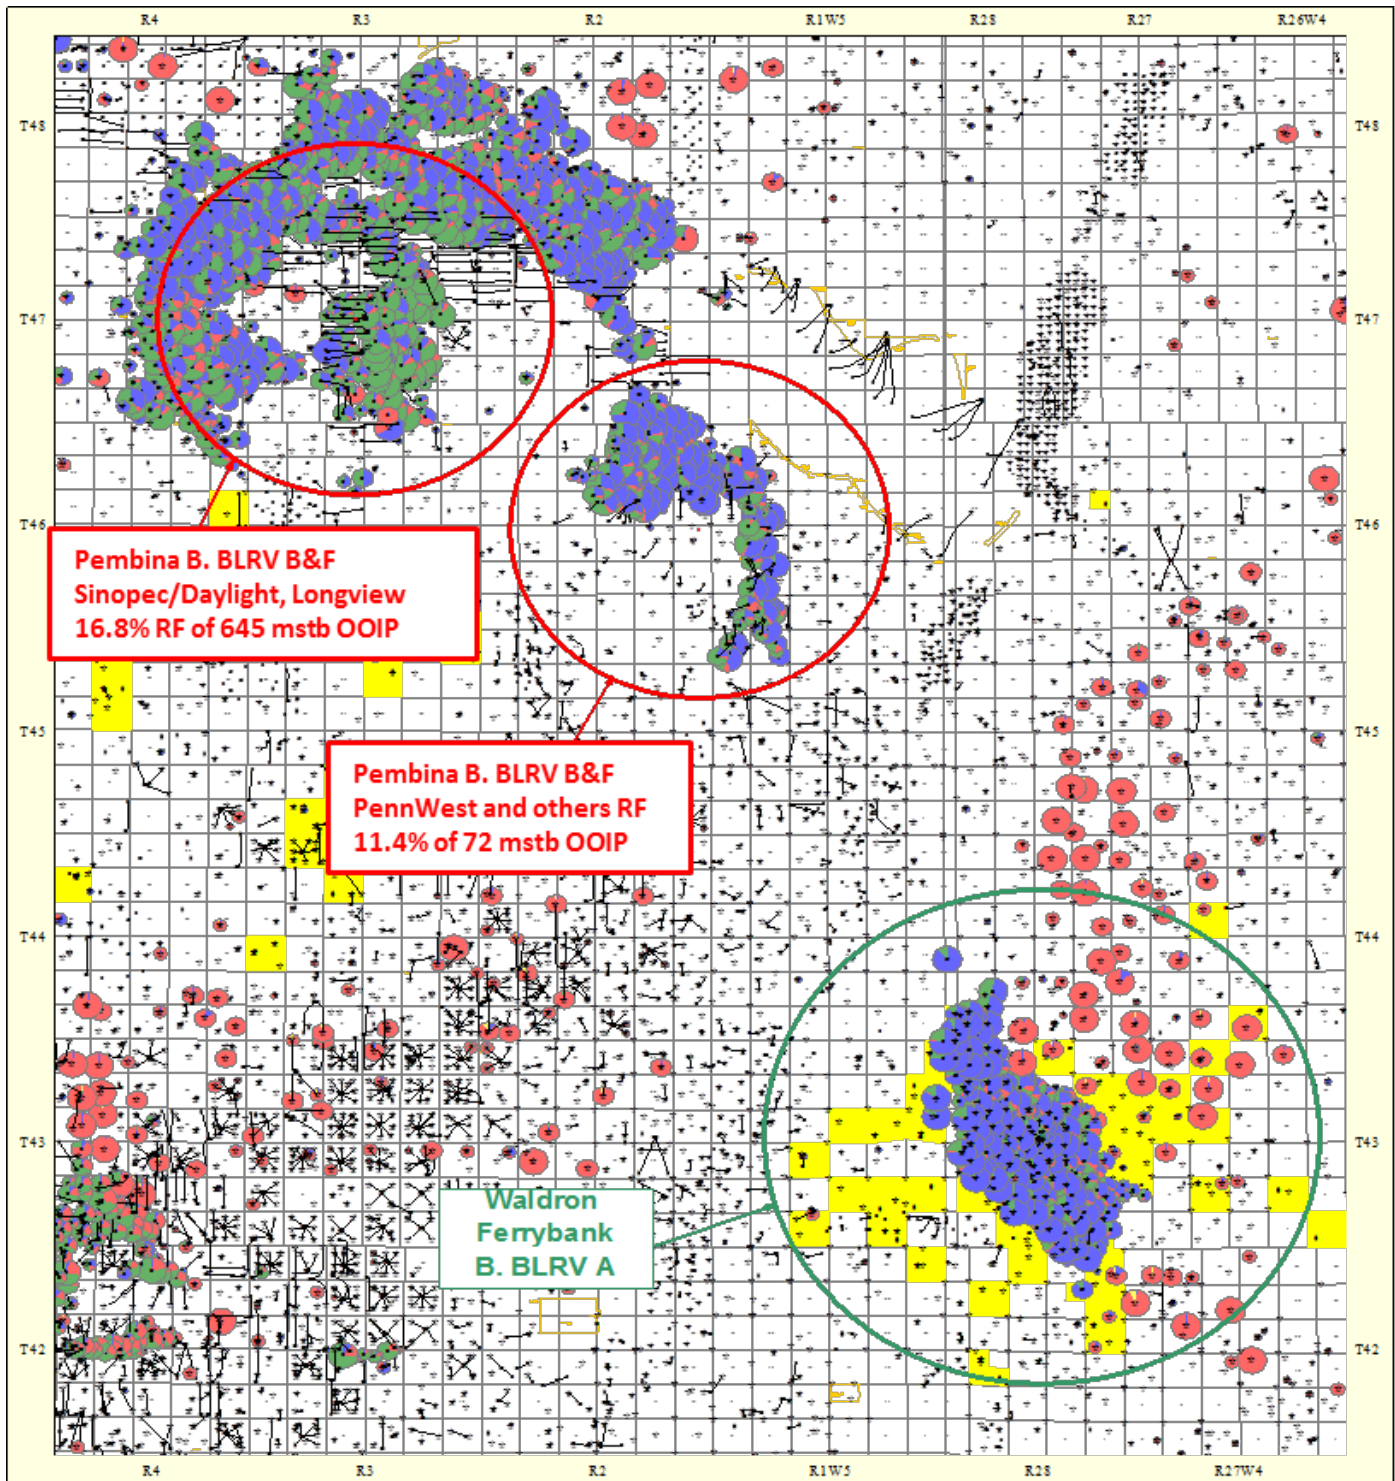 R4 R3 R2 R1W5 R28 R27 R26W4
T48 T48
T47 T47
T46 T46
Pembina B. BLRV B&F
Sinopec/Daylight, Longview
16.8% RF of 645 mstb OOIP
T45 T45
Pembina B. BLRV B&F
PennWest and others RF
11.4% of 72 mstb OOIP
T44 T44
T43 T43
Waldron
Ferrybank
B. BLRV A
T42 T42
R4 R3 R2 R1W5 R28 R27W4